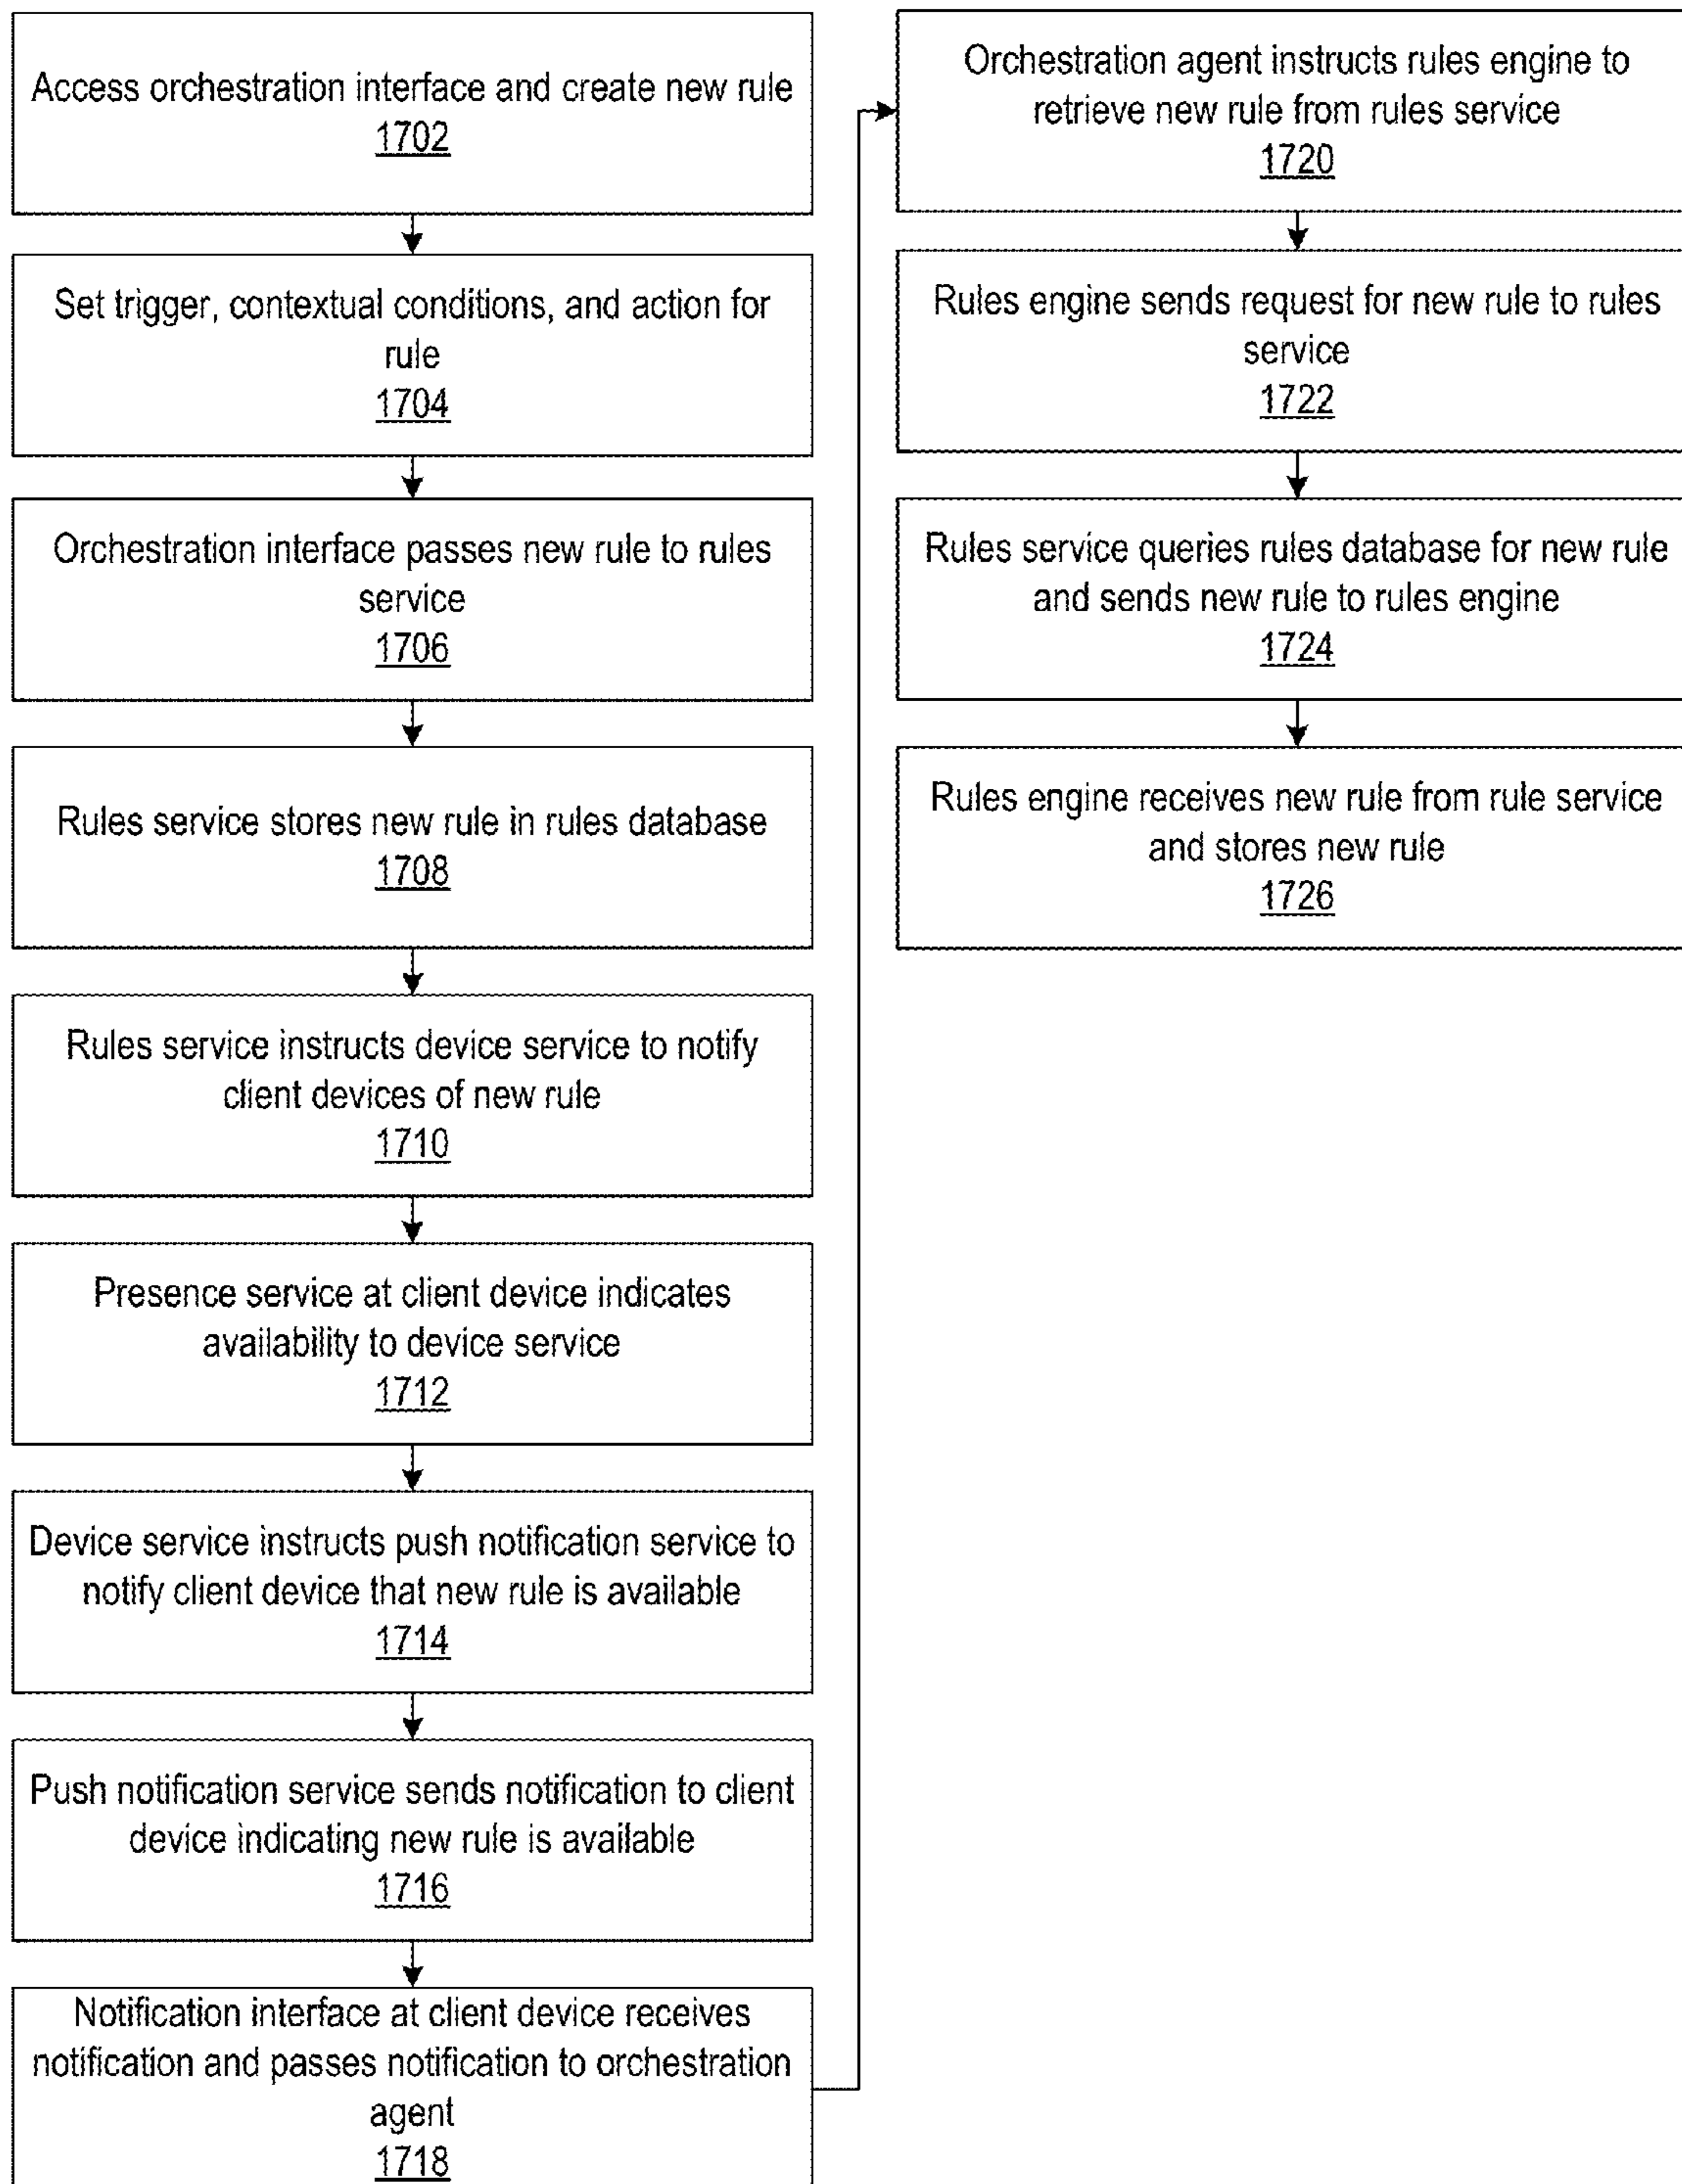 Access orchestration interface and create new rule
1702
Set trigger, contextual conditions, and action for
rule
1704
Orchestration interface passes new rule to rules
service
1706
Rules service stores new rule in rules database
1708
Rules service instructs device service to notify
client devices of new rule
1710
Presence service at client device indicates
availability to device service
1712
Device service instructs push notification service to
notify client device that new rule is available
1714
Push notification service sends notification to client
device indicating new rule is available
1716
Notification interface at client device receives
notification and passes notification to orchestration
agent
1718
Orchestration agent instructs rules engine to
retrieve new rule from rules service
1720
Rules engine sends request for new rule to rules
service
1722
Rules service queries rules database for new rule
and sends new rule to rules engine
1724
Rules engine receives new rule from rule service
and stores new rule
1726